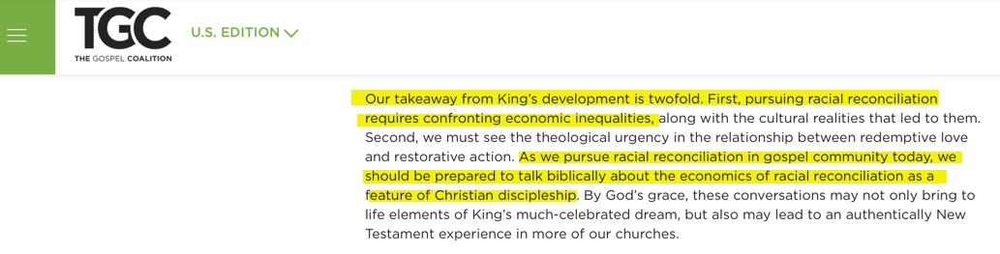 TGC
THE GOSPEL COALITION
U.S. EDITION
Our takeaway from King's development is twofold. First, pursuing racial reconciliation
requires confronting economic inequalities, along with the cultural realities that led to them.
Second, we must see the theological urgency in the relationship between redemptive love
and restorative action. As we pursue racial reconciliation in gospel community today, we
should be prepared to talk biblically about the economics of racial reconciliation as a
feature of Christian discipleship. By God's grace, these conversations may not only bring to
life elements of King's much-celebrated dream, but also may lead to an authentically New
Testament experience in more of our churches.